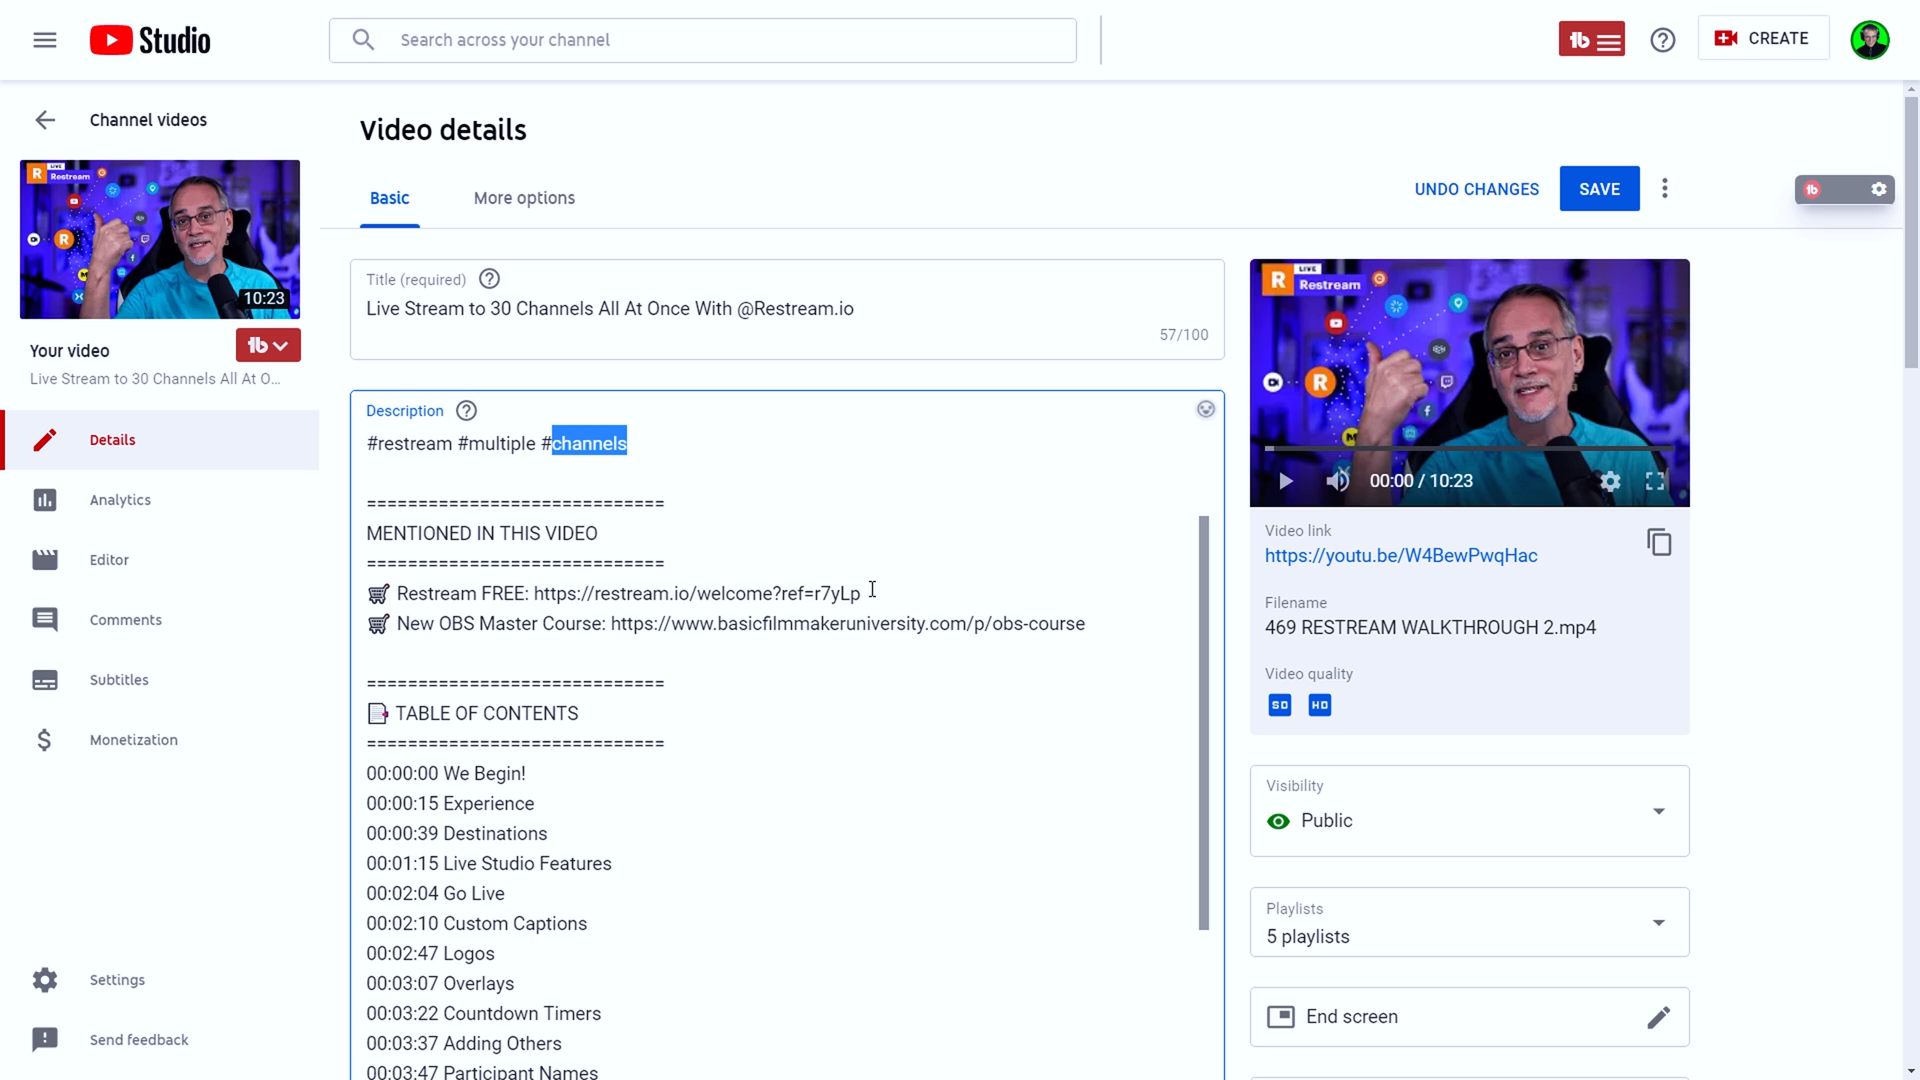 Studio
Search across your channel
CREATE
Channel videos
LIVE
R Restream
10:23
Your video
Live Stream to 30 Channels All At O...
Details
Analytics
Editor
Comments
Subtitles
Monetization
Settings
Send feedback
Video details
Basic
More options
UNDO CHANGES
SAVE
Title (required)
Live Stream to 30 Channels All At Once With @Restream.io
57/100
Description
#restream #multiple #channels
============================
MENTIONED IN THIS VIDEO
============================
🛒 Restream FREE: https://restream.io/welcome?ref=r7yLp
🛒 New OBS Master Course: https://www.basicfilmmakeruniversity.com/p/obs-course
============================
📑 TABLE OF CONTENTS
============================
00:00:00 We Begin!
00:00:15 Experience
00:00:39 Destinations
00:01:15 Live Studio Features
00:02:04 Go Live
00:02:10 Custom Captions
00:02:47 Logos
00:03:07 Overlays
00:03:22 Countdown Timers
00:03:37 Adding Others
00:03:47 Participant Names
LIVE
R Restream
R
00:00 / 10:23
Video link
https://youtu.be/W4BewPwqHac
Filename
469 RESTREAM WALKTHROUGH 2.mp4
Video quality
SD HD
Visibility
Public
Playlists
5 playlists
End screen